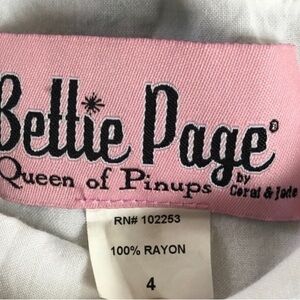 Bettie Page®
Queen of Pinups by Coral & Jade
RN# 102253
100% RAYON
4